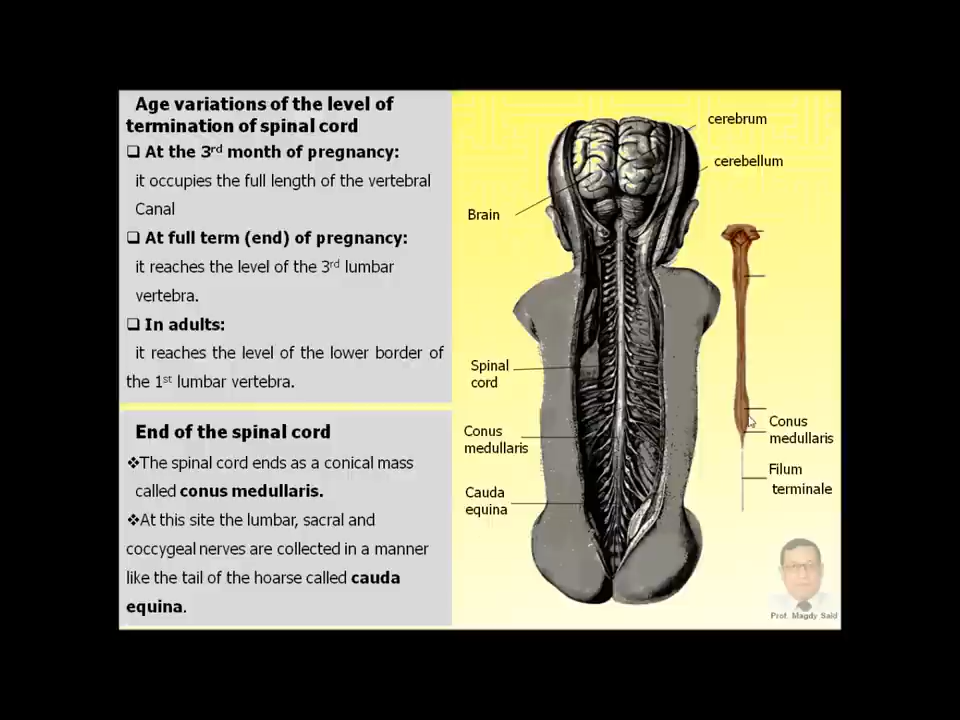 Age variations of the level of
termination of spinal cord
❑ At the 3rd month of pregnancy:
it occupies the full length of the vertebral
Canal
❑ At full term (end) of pregnancy:
it reaches the level of the 3rd lumbar
vertebra.
❑ In adults:
it reaches the level of the lower border of
the 1st lumbar vertebra.
End of the spinal cord
❖The spinal cord ends as a conical mass
called conus medullaris.
❖At this site the lumbar, sacral and
coccygeal nerves are collected in a manner
like the tail of the hoarse called cauda
equina.
cerebrum
cerebellum
Brain
Spinal
cord
Conus
medullaris
Cauda
equina
Conus
medullaris
Filum
terminale
Prof. Magdy Said